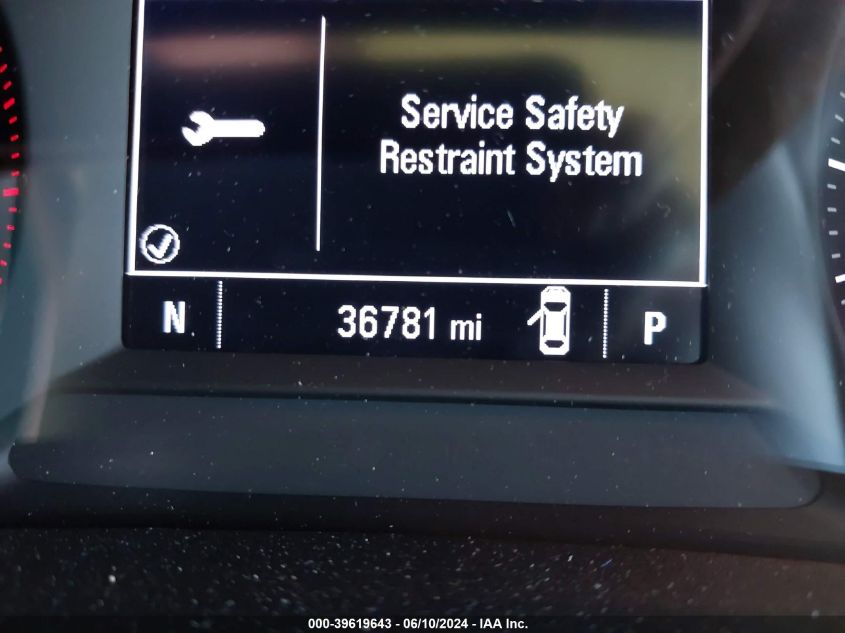 Service Safety
Restraint System
N
36781 mi
P
000-39619643 - 06/10/2024 - IAA Inc.